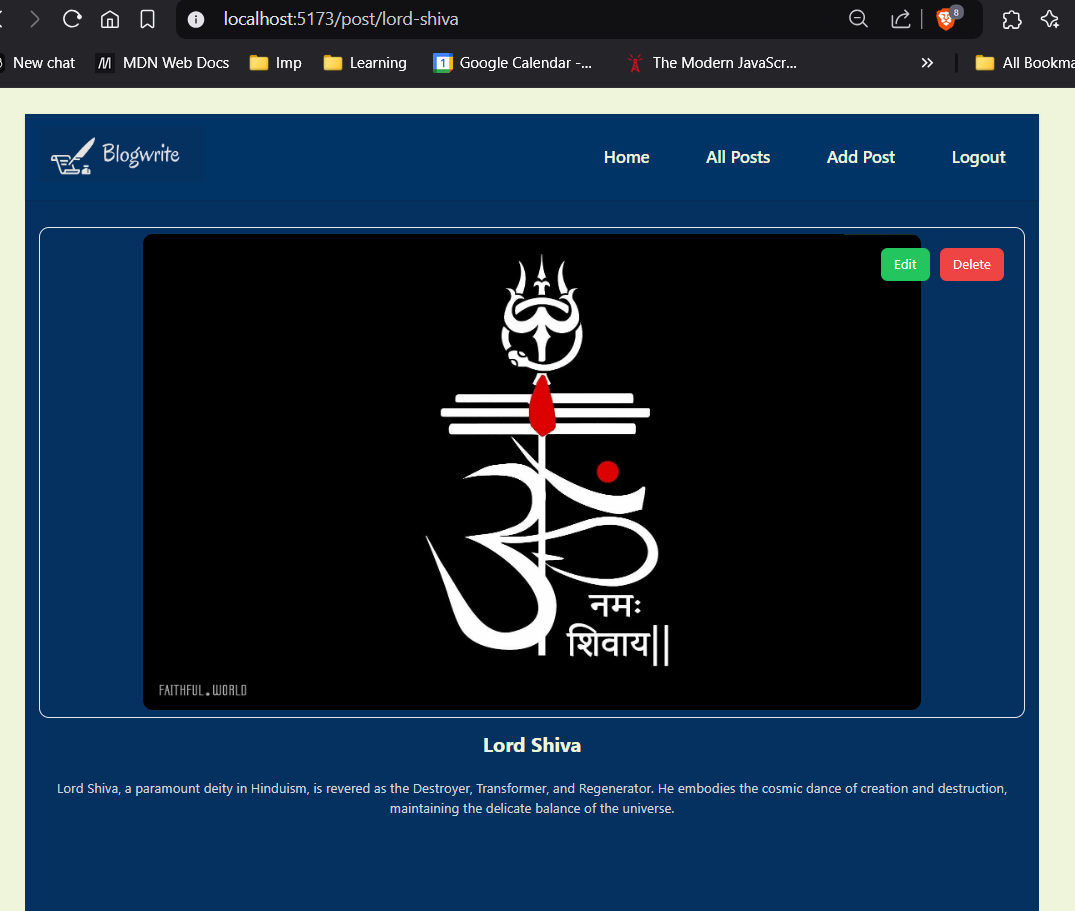 localhost:5173/post/lord-shiva
8
New chat
MDN Web Docs
Imp
Learning
1
Google Calendar -...
The Modern JavaScr...
»
All Bookma
Blogwrite
Home
All Posts
Add Post
Logout
Edit
Delete
ॐ
नमः
शिवाय||
FAITHFUL.WORLD
Lord Shiva
Lord Shiva, a paramount deity in Hinduism, is revered as the Destroyer, Transformer, and Regenerator. He embodies the cosmic dance of creation and destruction,
maintaining the delicate balance of the universe.